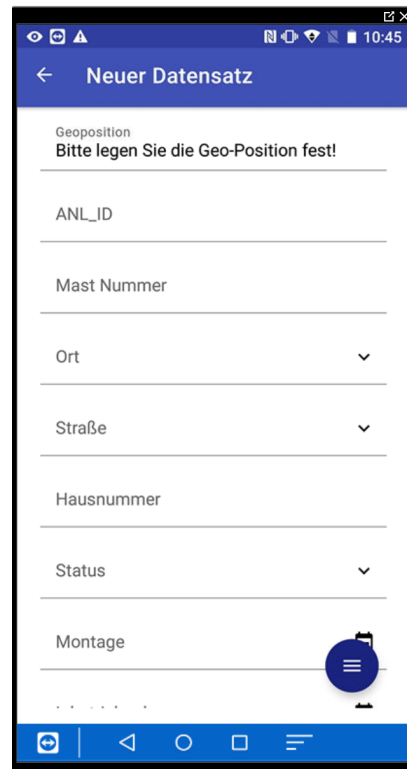 10:45
Neuer Datensatz
Geoposition
Bitte legen Sie die Geo-Position fest!
ANL_ID
Mast Nummer
Ort
Straße
Hausnummer
Status
Montage